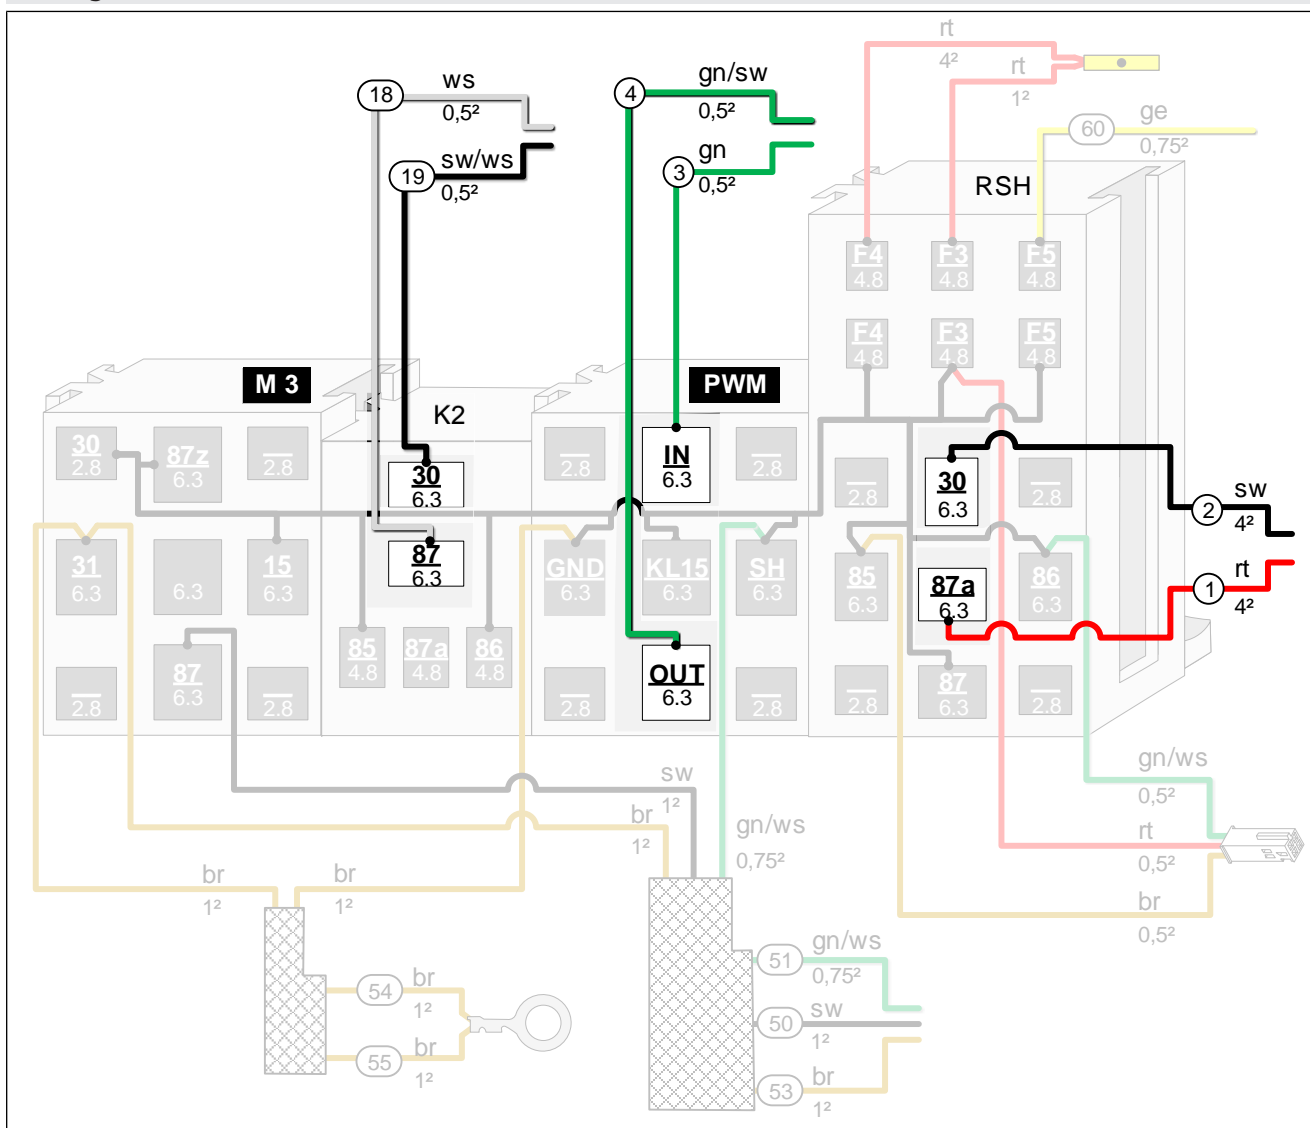 rt
4²
rt
1²
ws
18
0,5²
gn/sw
4
0,5²
ge
60
0,75²
sw/ws
19
0,5²
gn
3
0,5²
RSH
F4
4.8
F3
4.8
F5
4.8
F4
4.8
F3
4.8
F5
4.8
M 3
K2
PWM
30
2.8
87z
6.3
2.8
30
6.3
2.8
IN
6.3
2.8
2.8
30
6.3
2.8
sw
2
4²
31
6.3
6.3
15
6.3
87
6.3
GND
6.3
KL15
6.3
SH
6.3
85
6.3
87a
6.3
86
6.3
rt
1
4²
2.8
87
6.3
2.8
85
4.8
87a
4.8
86
4.8
2.8
OUT
6.3
2.8
2.8
87
6.3
2.8
sw
1²
br
1²
gn/ws
0,75²
gn/ws
0,5²
rt
0,5²
br
0,5²
br
1²
br
1²
54
br
1²
55
br
1²
51
gn/ws
0,75²
50
sw
1²
53
br
1²